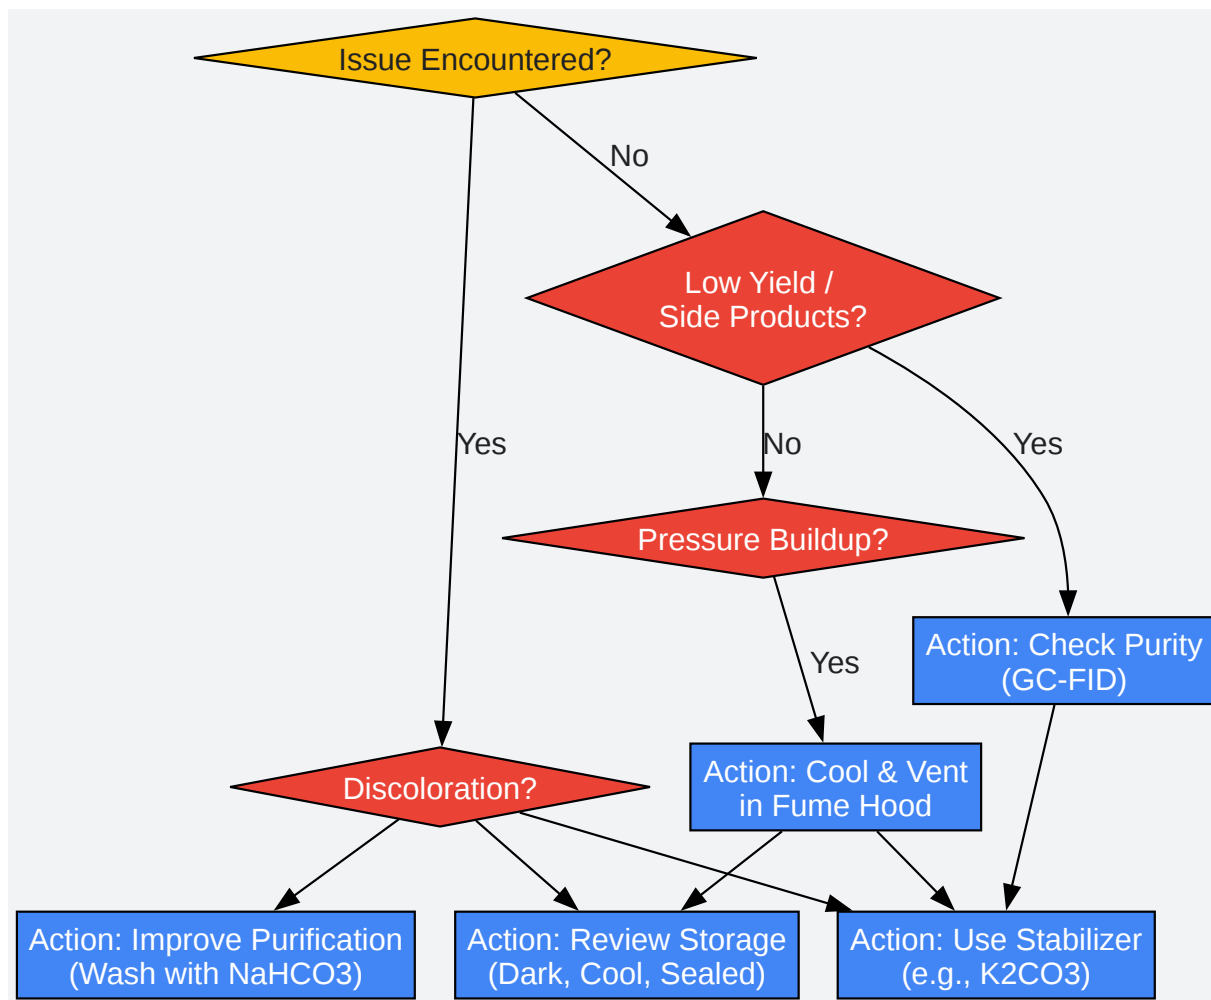 Issue Encountered?
No
Low Yield /
Side Products?
Yes
No
Yes
Pressure Buildup?
Action: Check Purity
(GC-FID)
Yes
Action: Cool & Vent
in Fume Hood
Discoloration?
Action: Improve Purification
(Wash with NaHCO3)
Action: Review Storage
(Dark, Cool, Sealed)
Action: Use Stabilizer
(e.g., K2CO3)